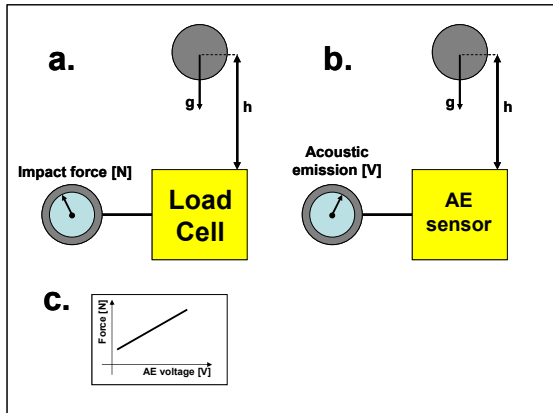 a.
g
h
Impact force [N]
Load
Cell
b.
g
h
Acoustic
emission [V]
AE
sensor
c.
Force [N]
AE voltage [V]